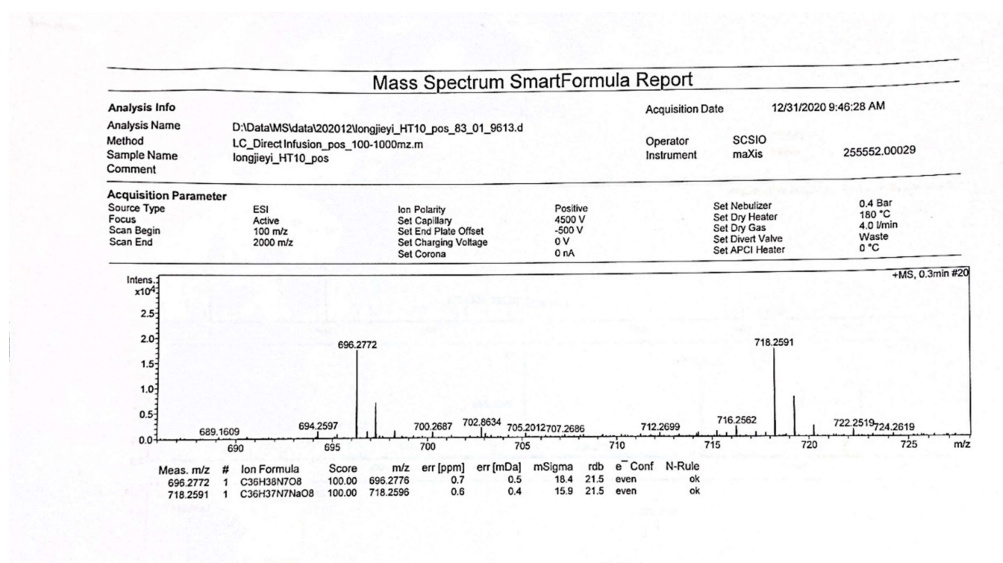 Mass Spectrum SmartFormula Report
Analysis Info Acquisition Date 12/31/2020 9:46:28 AM
Analysis Name D:\Data\MS\data\202012\longjieyi_HT10_pos_83_01_9613.d
Method LC_Direct Infusion_pos_100-1000mz.m Operator SCSIO
Sample Name longjieyi_HT10_pos Instrument maXis 255552.00029
Comment
Acquisition Parameter
Source Type ESI Ion Polarity Positive Set Nebulizer 0.4 Bar
Focus Active Set Capillary 4500 V Set Dry Heater 180 °C
Scan Begin 100 m/z Set End Plate Offset -500 V Set Dry Gas 4.0 l/min
Scan End 2000 m/z Set Charging Voltage 0 V Set Divert Valve Waste
Set Corona 0 nA Set APCI Heater 0 °C
Intens. +MS, 0.3min #20
x10⁴
2.5
2.0 696.2772 718.2591
1.5
1.0
0.5 689.1609 694.2597 700.2687 702.8634 705.2012 707.2686 712.2699 716.2562 722.2519 724.2619
0.0
690 695 700 705 710 715 720 725 m/z
Meas. m/z # Ion Formula Score m/z err [ppm] err [mDa] mSigma rdb e⁻ Conf N-Rule
696.2772 1 C36H38N7O8 100.00 696.2776 0.7 0.5 18.4 21.5 even ok
718.2591 1 C36H37N7NaO8 100.00 718.2596 0.6 0.4 15.9 21.5 even ok